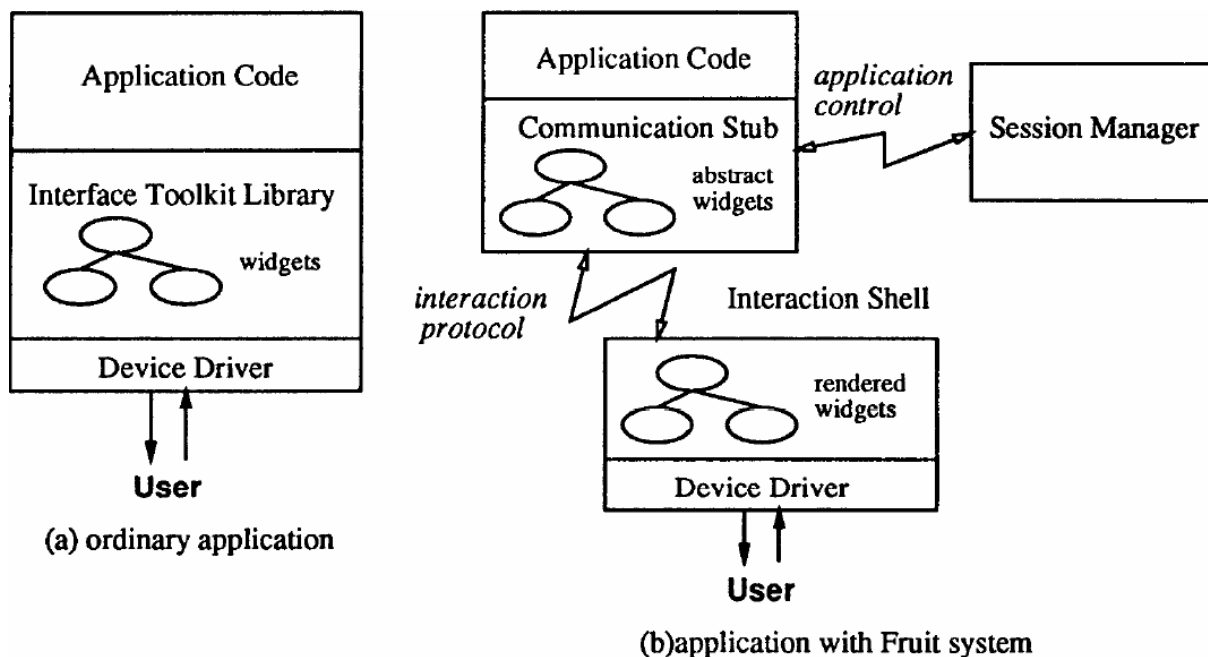 Application Code
Interface Toolkit Library
widgets
Device Driver
User
(a) ordinary application
Application Code
Communication Stub
abstract
widgets
application
control
Session Manager
interaction
protocol
Interaction Shell
rendered
widgets
Device Driver
User
(b)application with Fruit system